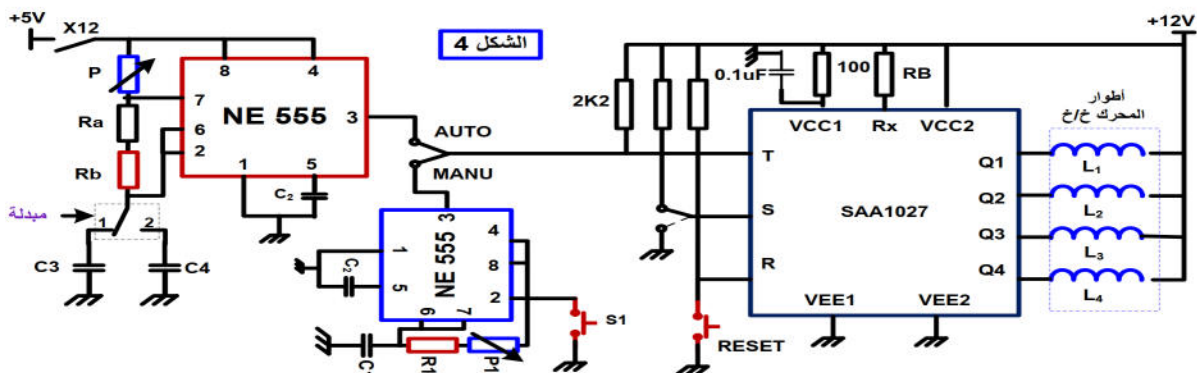 +5V
X12
الشكل 4
+12V
P
8
4
7
Ra
6
NE 555
3
2
Rb
1
5
C2
AUTO
MANU
مبدلة
1
2
C3
C4
2K2
0.1uF
100
RB
VCC1
Rx
VCC2
أطوار
المحرك خ/خ
T
Q1
L1
S
SAA1027
Q2
L2
Q3
L3
R
Q4
L4
VEE1
VEE2
3
1
4
NE 555
8
C2
5
2
6
7
S1
RESET
R1
P1